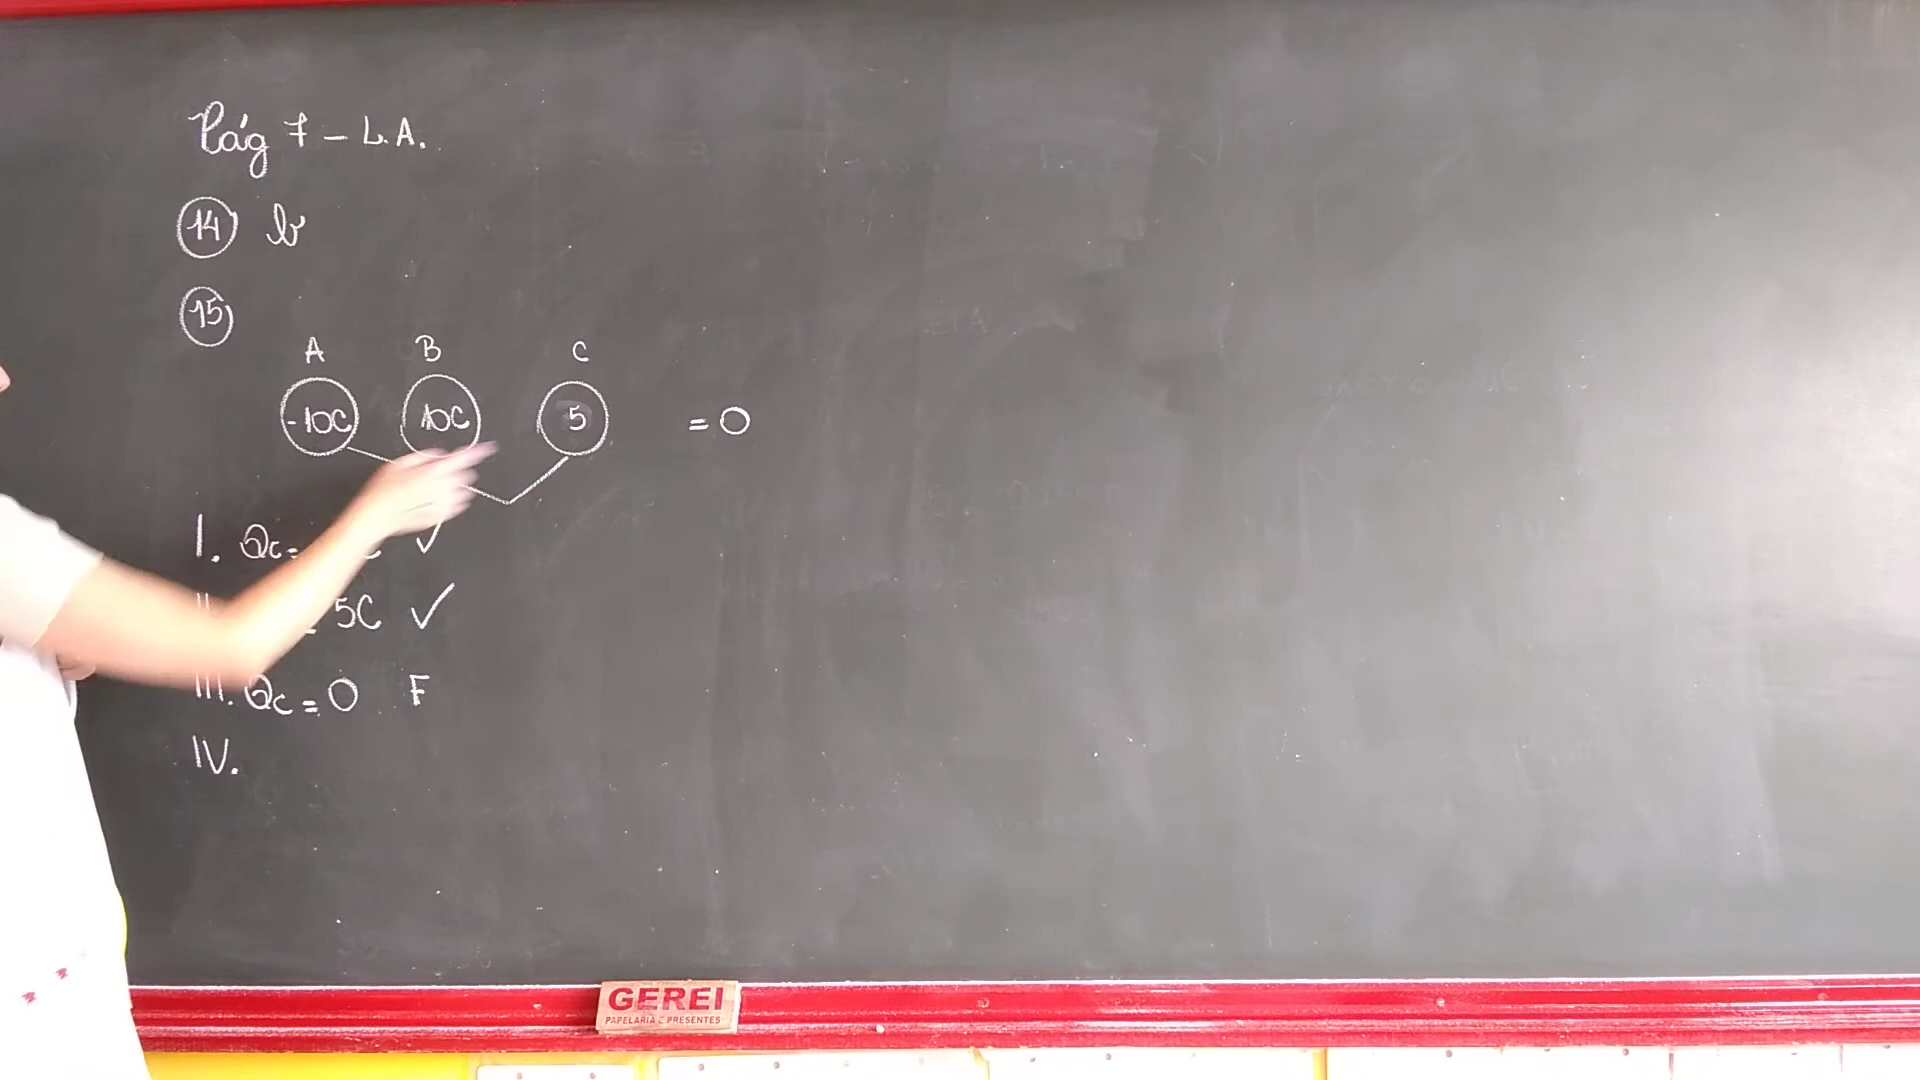 Pág 7 - L.A.
14 b
15
A B C
-10C 10C 5 = 0
I. Qc= C ✓
II = 5C ✓
III. Qc = 0 F
IV.
GEREI
PAPELARIA E PRESENTES